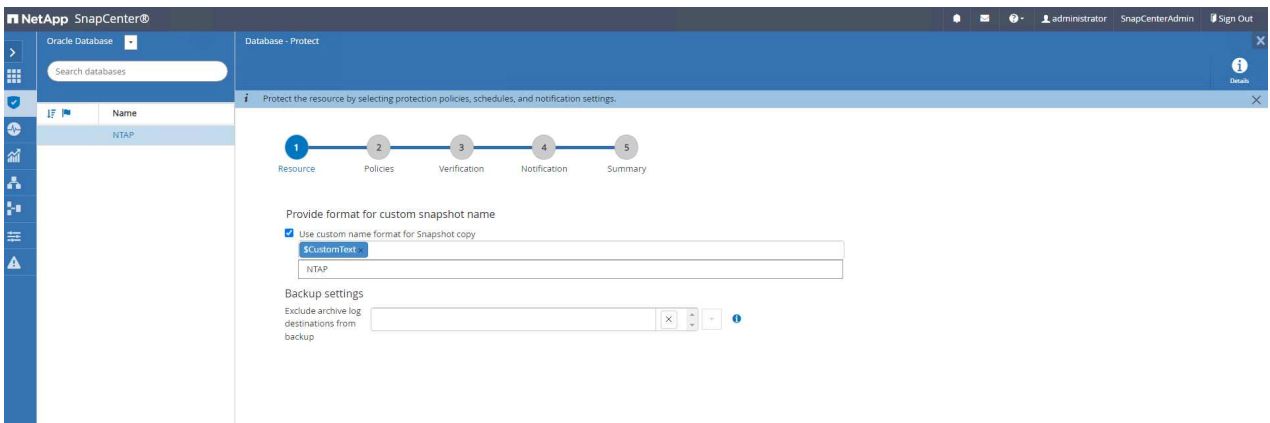 NetApp SnapCenter®
administrator SnapCenterAdmin Sign Out
Oracle Database
Database - Protect
Search databases
Details
i Protect the resource by selecting protection policies, schedules, and notification settings.
Name
NTAP
1 2 3 4 5
Resource Policies Verification Notification Summary
Provide format for custom snapshot name
Use custom name format for Snapshot copy
$CustomText ×
NTAP
Backup settings
Exclude archive log
destinations from
backup